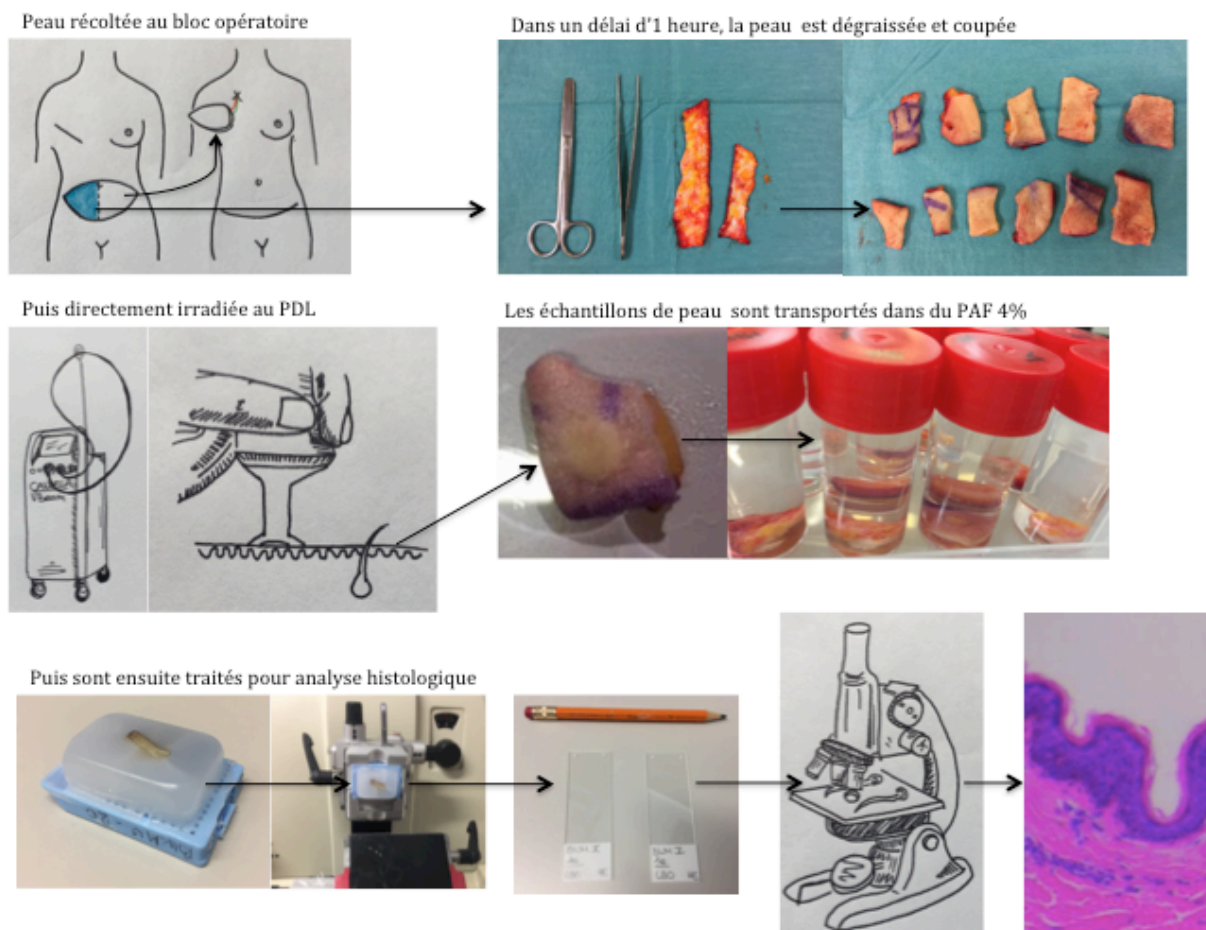 Peau récoltée au bloc opératoire
Dans un délai d'1 heure, la peau est dégraissée et coupée
Puis directement irradiée au PDL
Les échantillons de peau sont transportés dans du PAF 4%
Puis sont ensuite traités pour analyse histologique